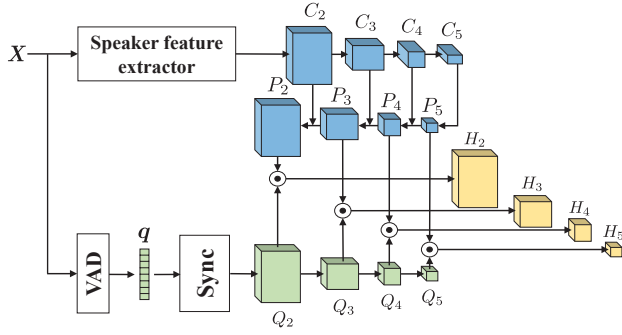 X
Speaker feature
extractor
C₂
C₃
C₄
C₅
P₂
P₃
P₄
P₅
H₂
H₃
H₄
H₅
VAD
q
Sync
Q₂
Q₃
Q₄
Q₅